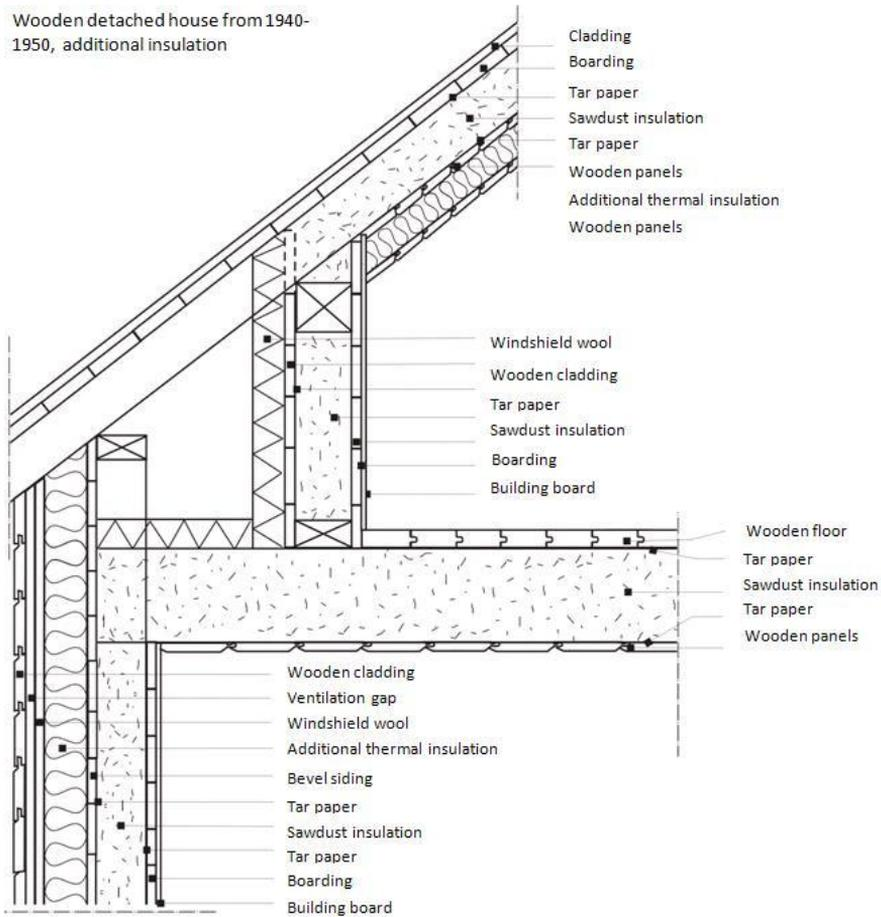 Wooden detached house from 1940-
1950, additional insulation
Cladding
Boarding
Tar paper
Sawdust insulation
Tar paper
Wooden panels
Additional thermal insulation
Wooden panels
Windshield wool
Wooden cladding
Tar paper
Sawdust insulation
Boarding
Building board
Wooden floor
Tar paper
Sawdust insulation
Tar paper
Wooden panels
Wooden cladding
Ventilation gap
Windshield wool
Additional thermal insulation
Bevel siding
Tar paper
Sawdust insulation
Tar paper
Boarding
Building board